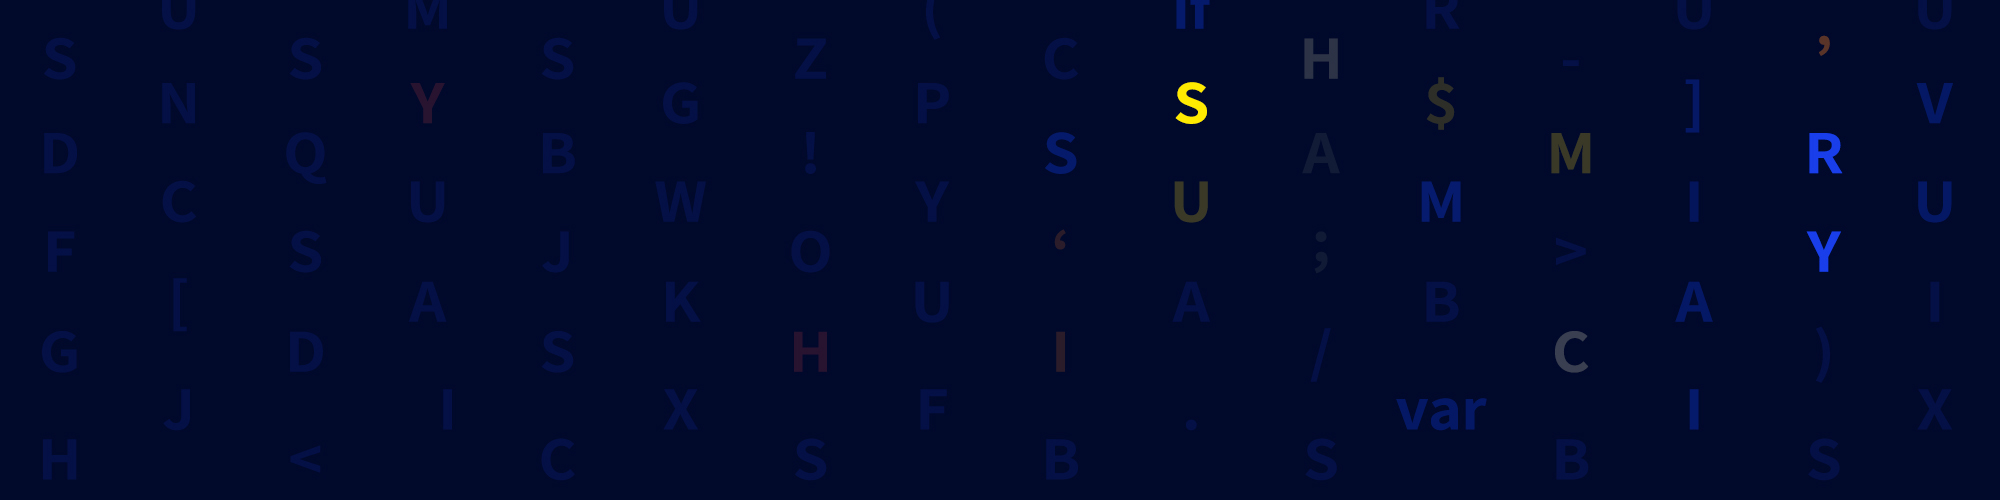 U M U ( If R U U
S S S Z C H - ,
N Y G P S $ ] V
D Q B ! S A M R
C U W Y U M I U
F S J O ‘ ; > Y
[ A K U A B A I
G D S H I / C )
J I X F . var I X
H < C S B S B S